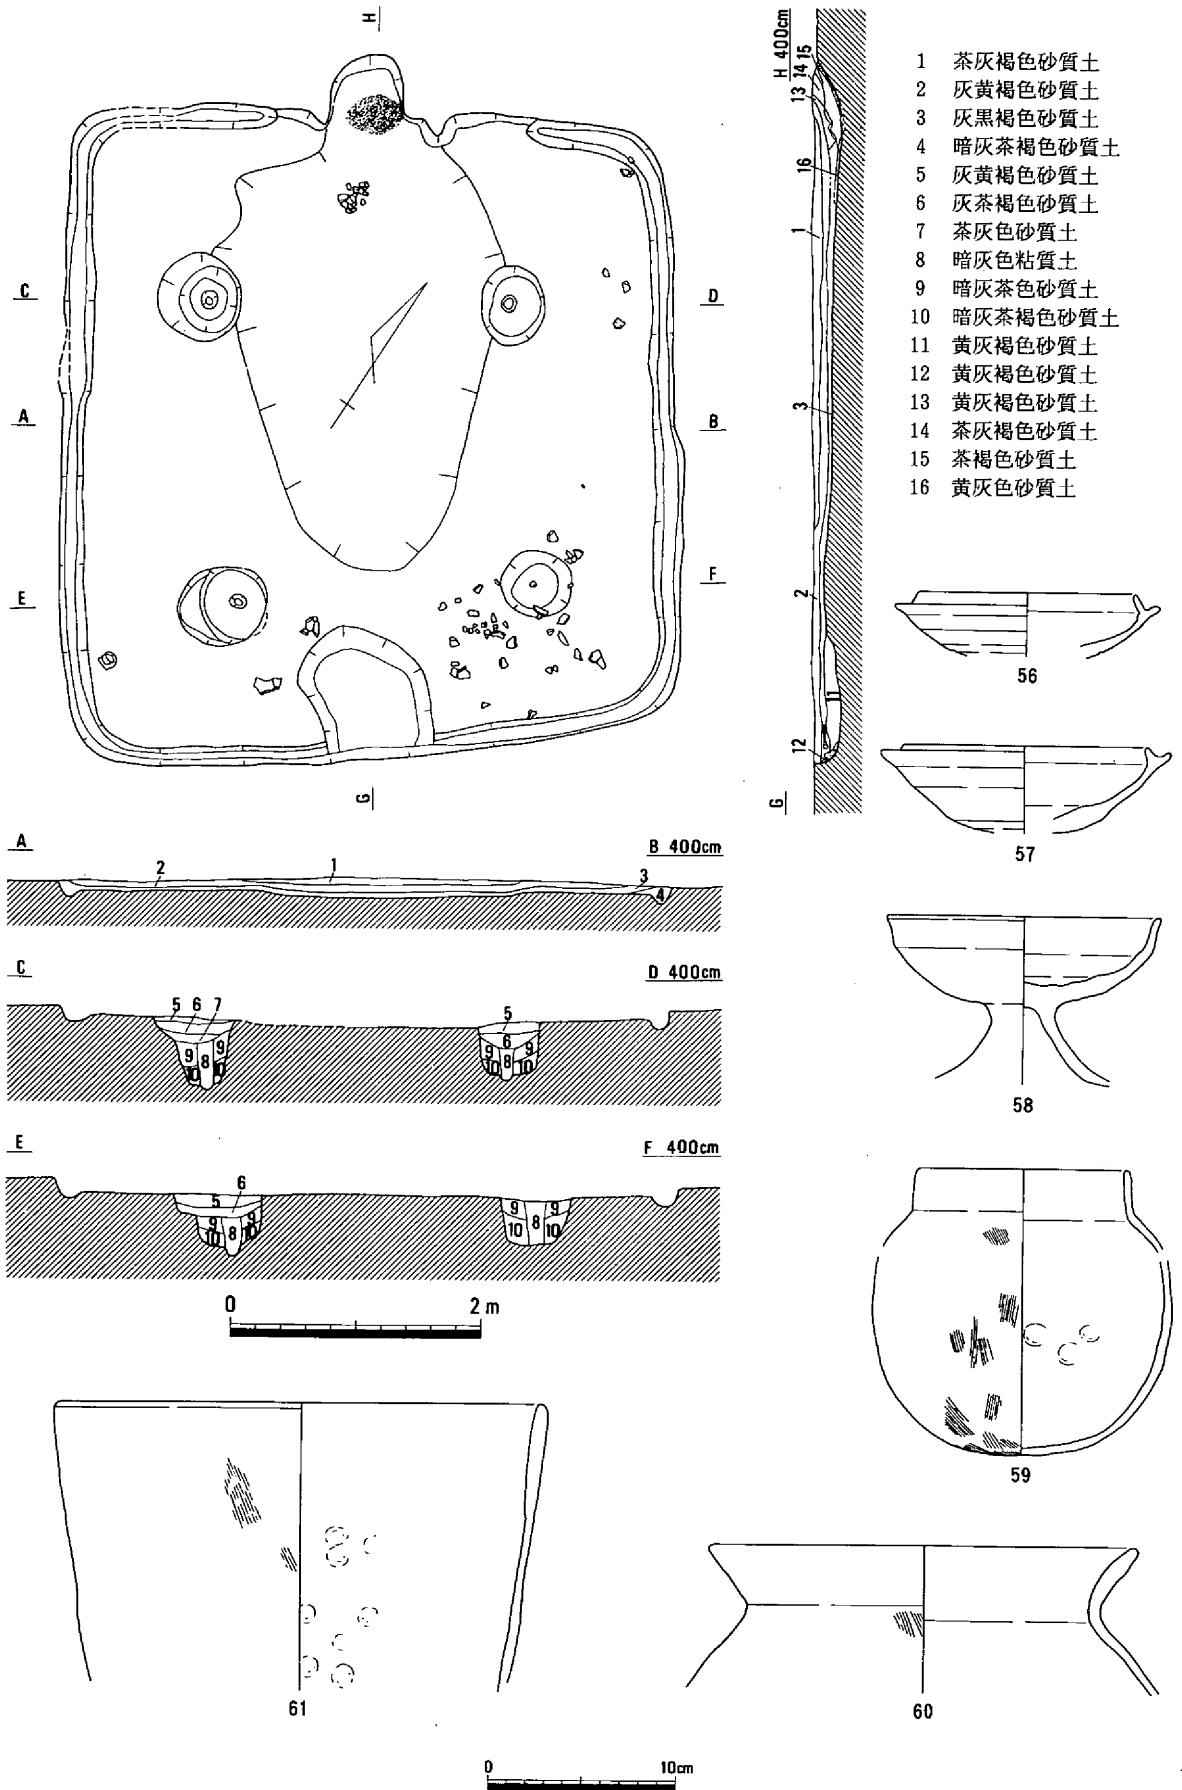 H
C
D
A
B
E
F
G
H 400cm
14 15
13
16
1
3
2
12
G
1 茶灰褐色砂質土
2 灰黄褐色砂質土
3 灰黒褐色砂質土
4 暗灰茶褐色砂質土
5 灰黄褐色砂質土
6 灰茶褐色砂質土
7 茶灰色砂質土
8 暗灰色粘質土
9 暗灰茶色砂質土
10 暗灰茶褐色砂質土
11 黄灰褐色砂質土
12 黄灰褐色砂質土
13 黄灰褐色砂質土
14 茶灰褐色砂質土
15 茶褐色砂質土
16 黄灰色砂質土
A
B 400cm
2 1 3 4
C
D 400cm
5 6 7 5
6
9 8 9 9 8 9
10 10 10 10
E
F 400cm
6
5
9 8 9 9 8 9
10 10 10 10
0 2m
56
57
58
59
60
61
0 10cm